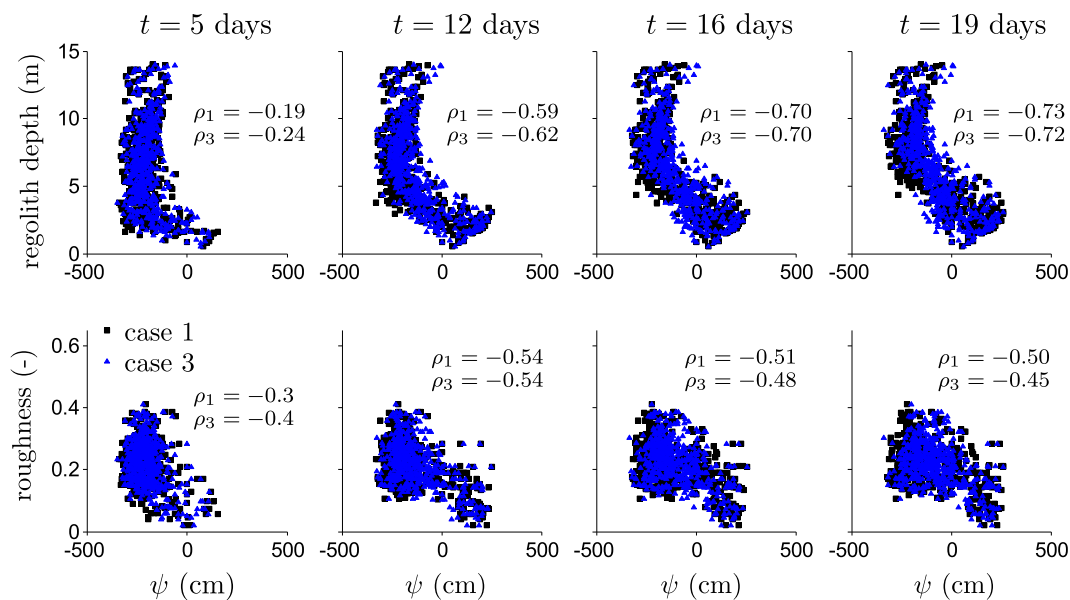 t = 5 days
t = 12 days
t = 16 days
t = 19 days
regolith depth (m)
15
10
5
0
ρ₁ = −0.19
ρ₃ = −0.24
ρ₁ = −0.59
ρ₃ = −0.62
ρ₁ = −0.70
ρ₃ = −0.70
ρ₁ = −0.73
ρ₃ = −0.72
-500 0 500
-500 0 500
-500 0 500
-500 0 500
roughness (-)
0.6
0.4
0.2
0
case 1
case 3
ρ₁ = −0.3
ρ₃ = −0.4
ρ₁ = −0.54
ρ₃ = −0.54
ρ₁ = −0.51
ρ₃ = −0.48
ρ₁ = −0.50
ρ₃ = −0.45
-500 0 500
-500 0 500
-500 0 500
-500 0 500
ψ (cm)
ψ (cm)
ψ (cm)
ψ (cm)